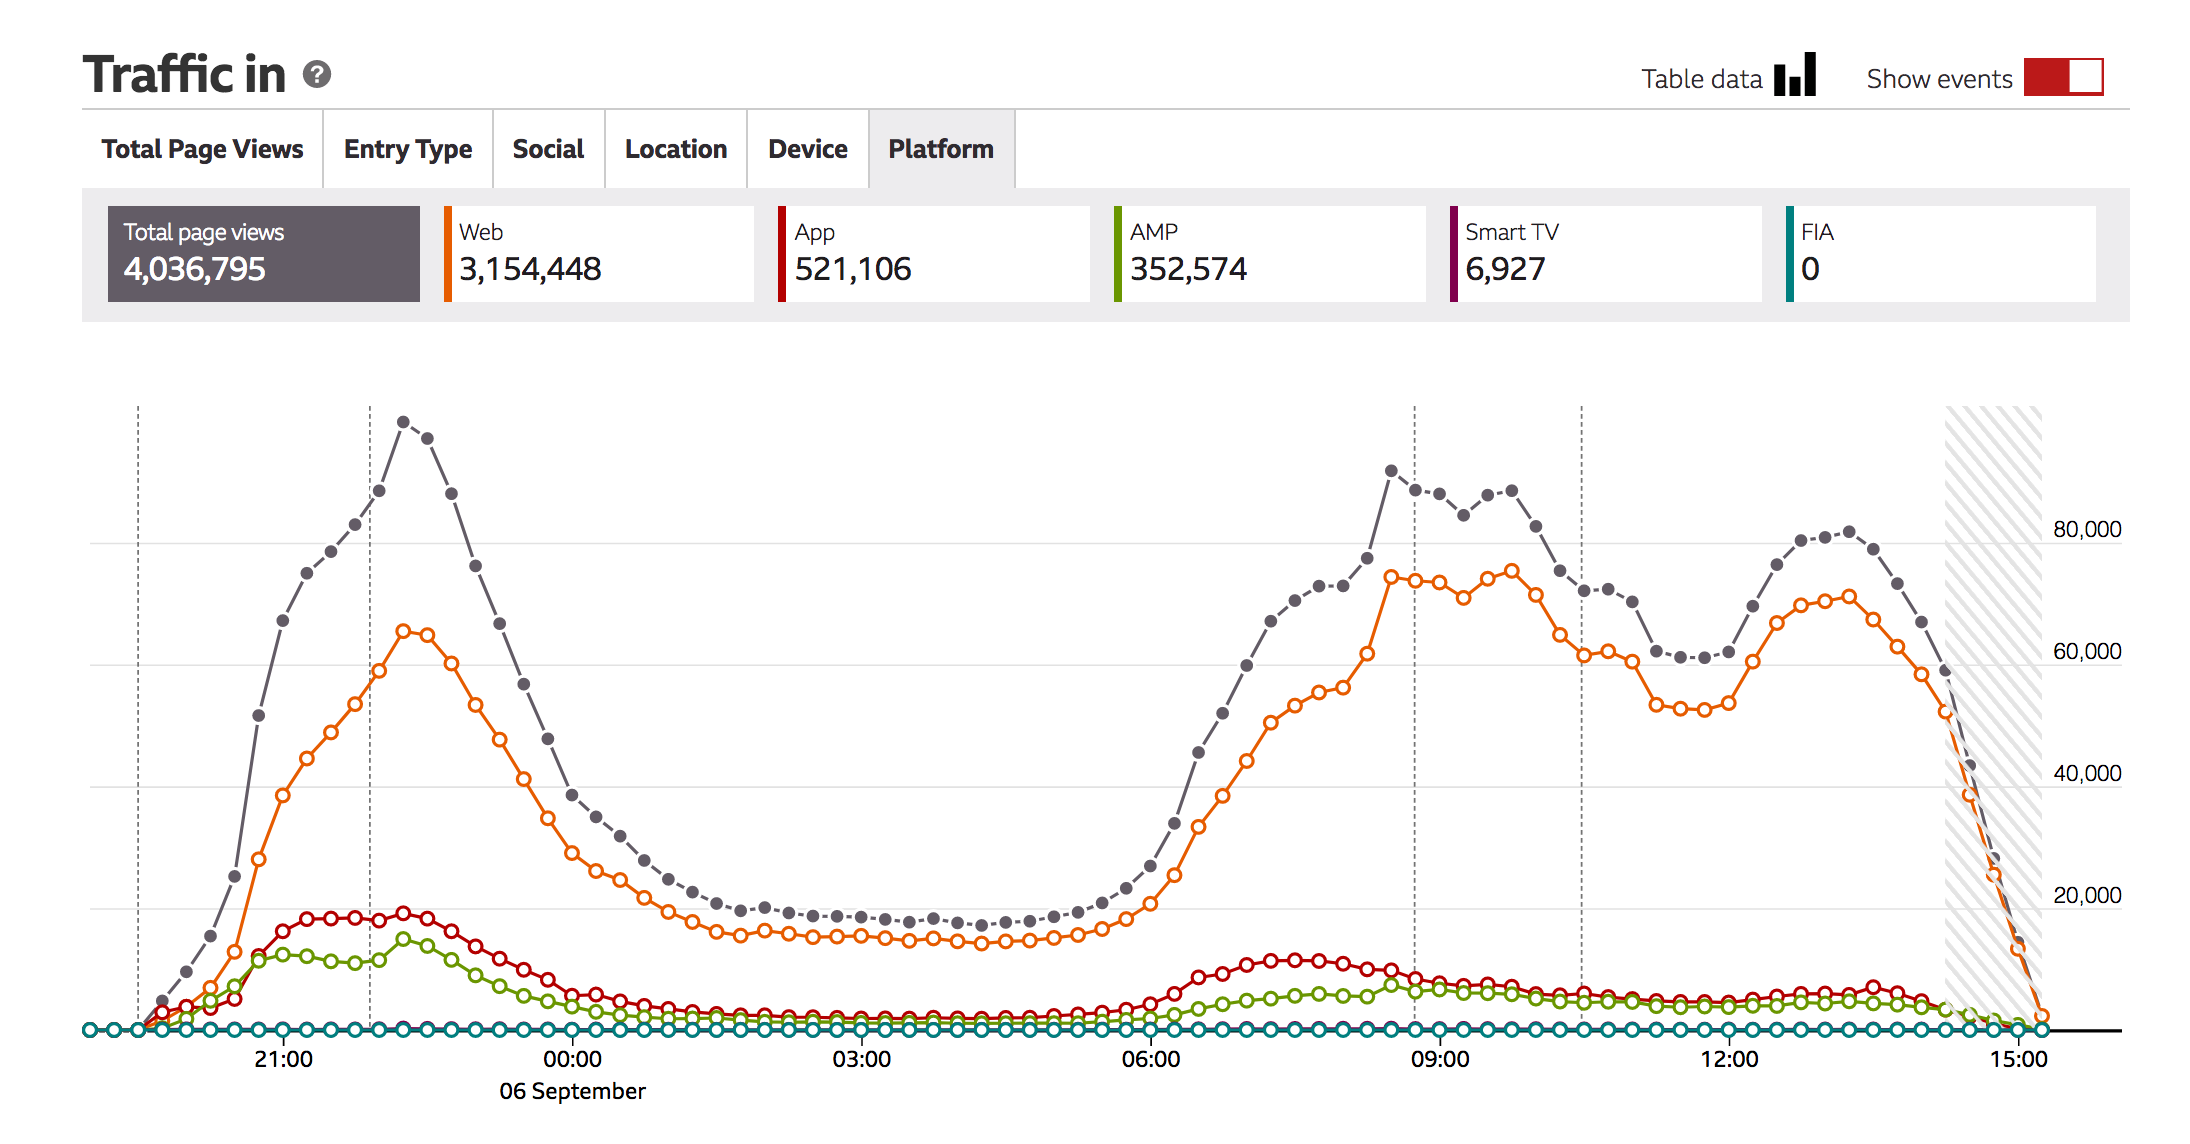 Traffic in ?
Table data
Show events
Total Page Views
Entry Type
Social
Location
Device
Platform
Total page views
4,036,795
Web
3,154,448
App
521,106
AMP
352,574
Smart TV
6,927
FIA
0
80,000
60,000
40,000
20,000
21:00
00:00
03:00
06:00
09:00
12:00
15:00
06 September